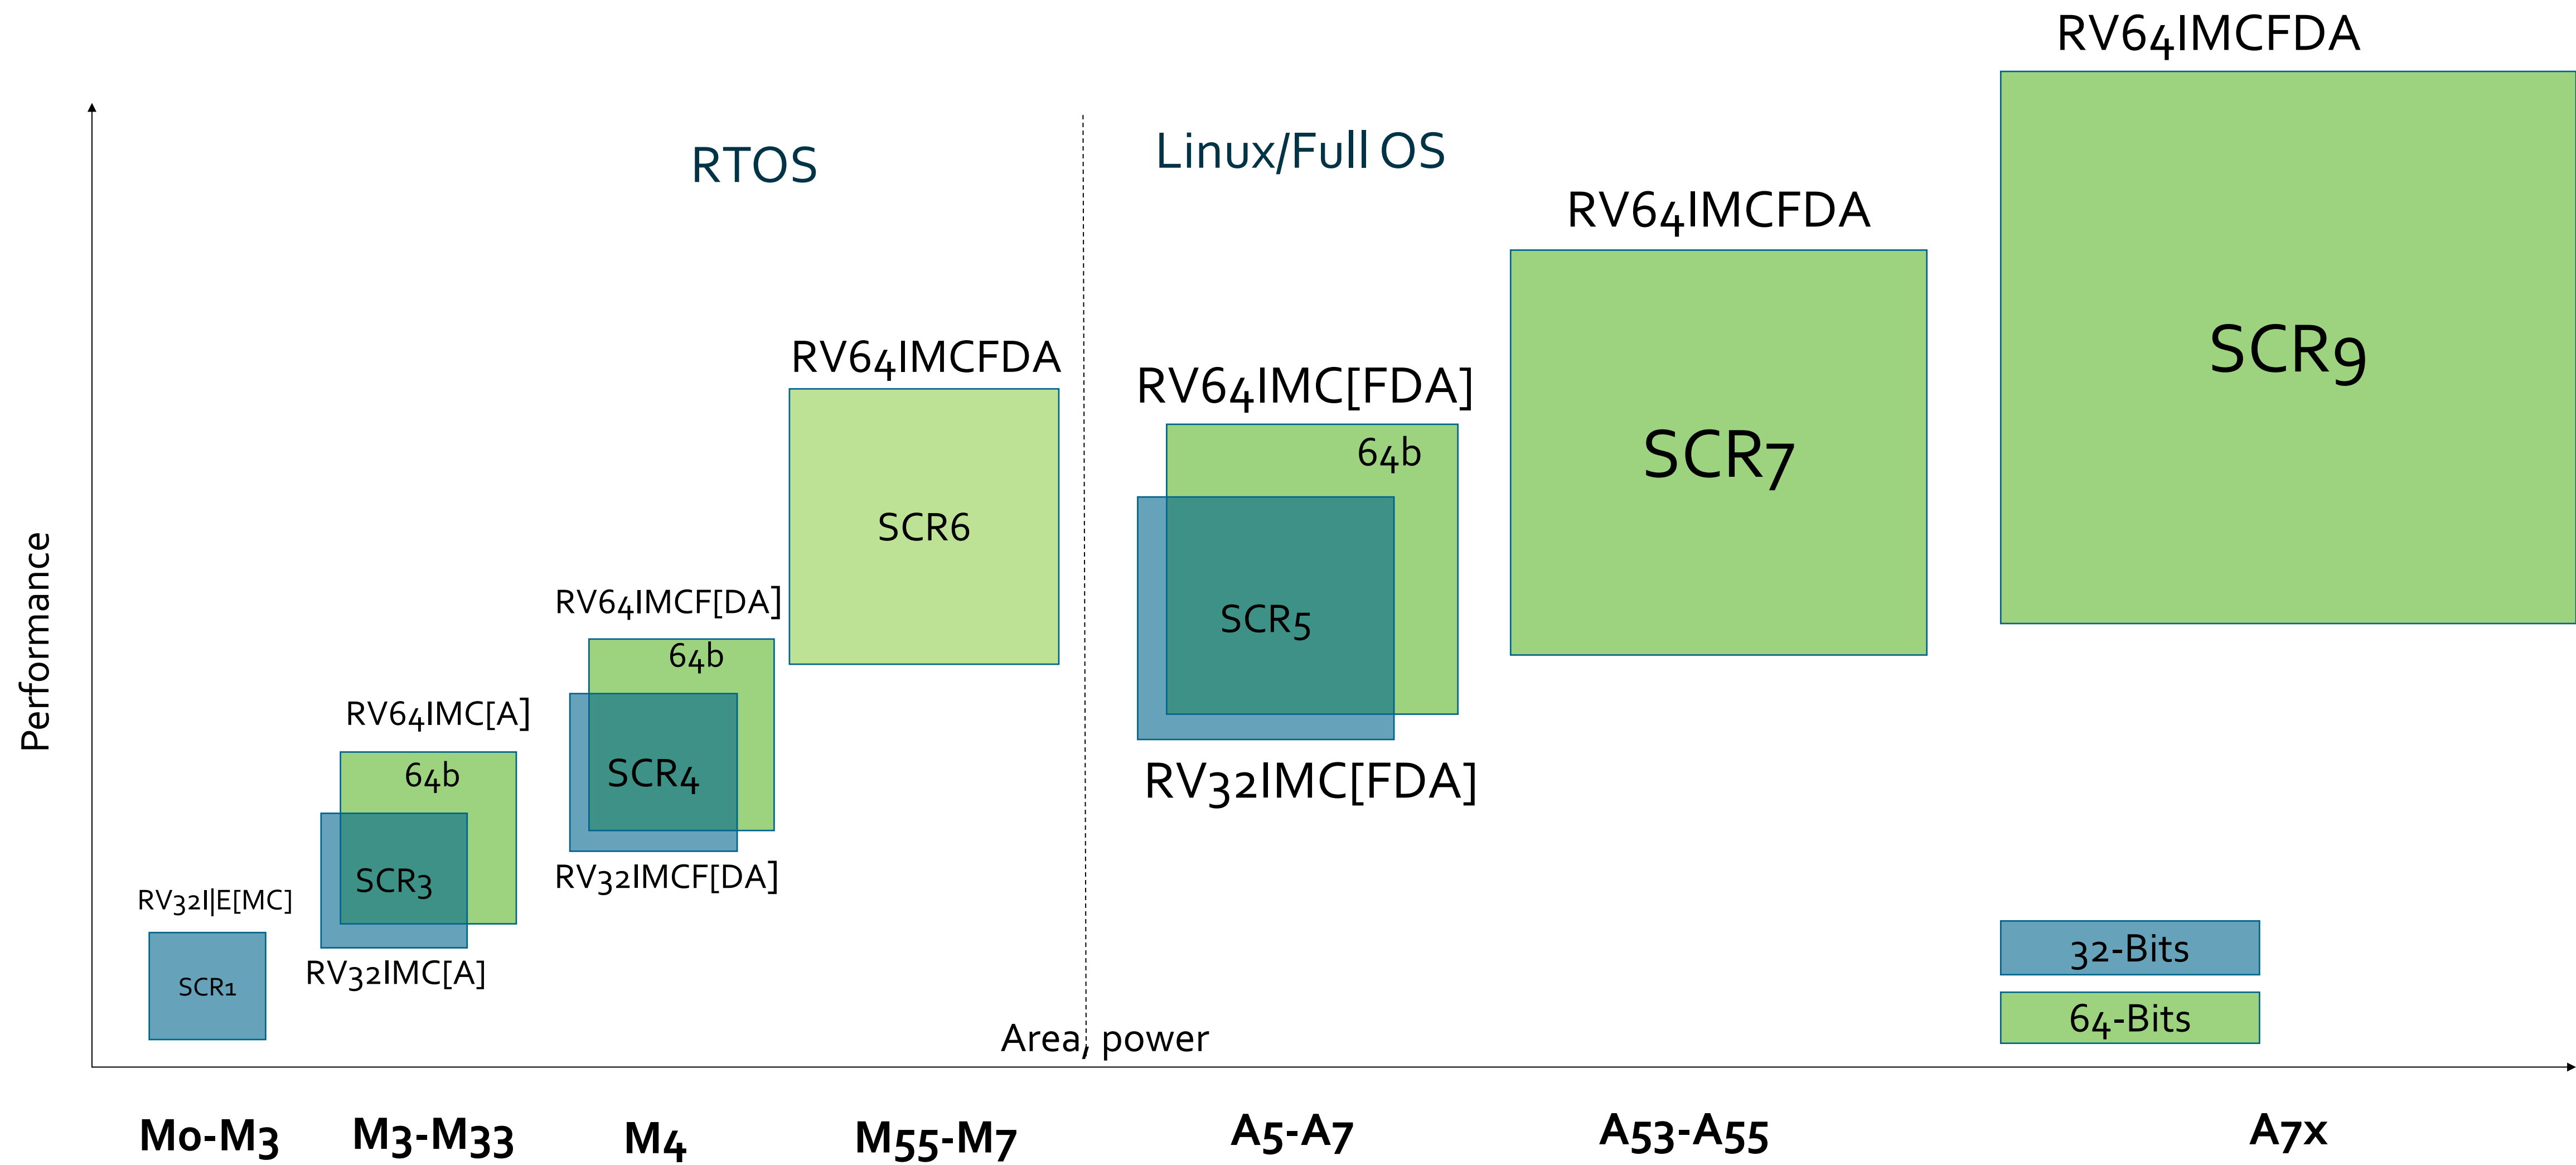 RV64IMCFDA
RTOS
Linux/Full OS
RV64IMCFDA
RV64IMCFDA
RV64IMC[FDA]
SCR9
64b
SCR7
SCR6
SCR5
RV64IMCF[DA]
64b
Performance
RV64IMC[A]
64b
SCR4
RV32IMC[FDA]
SCR3
RV32IMCF[DA]
RV32I|E[MC]
RV32IMC[A]
SCR1
32-Bits
64-Bits
Area, power
M0-M3
M3-M33
M4
M55-M7
A5-A7
A53-A55
A7x